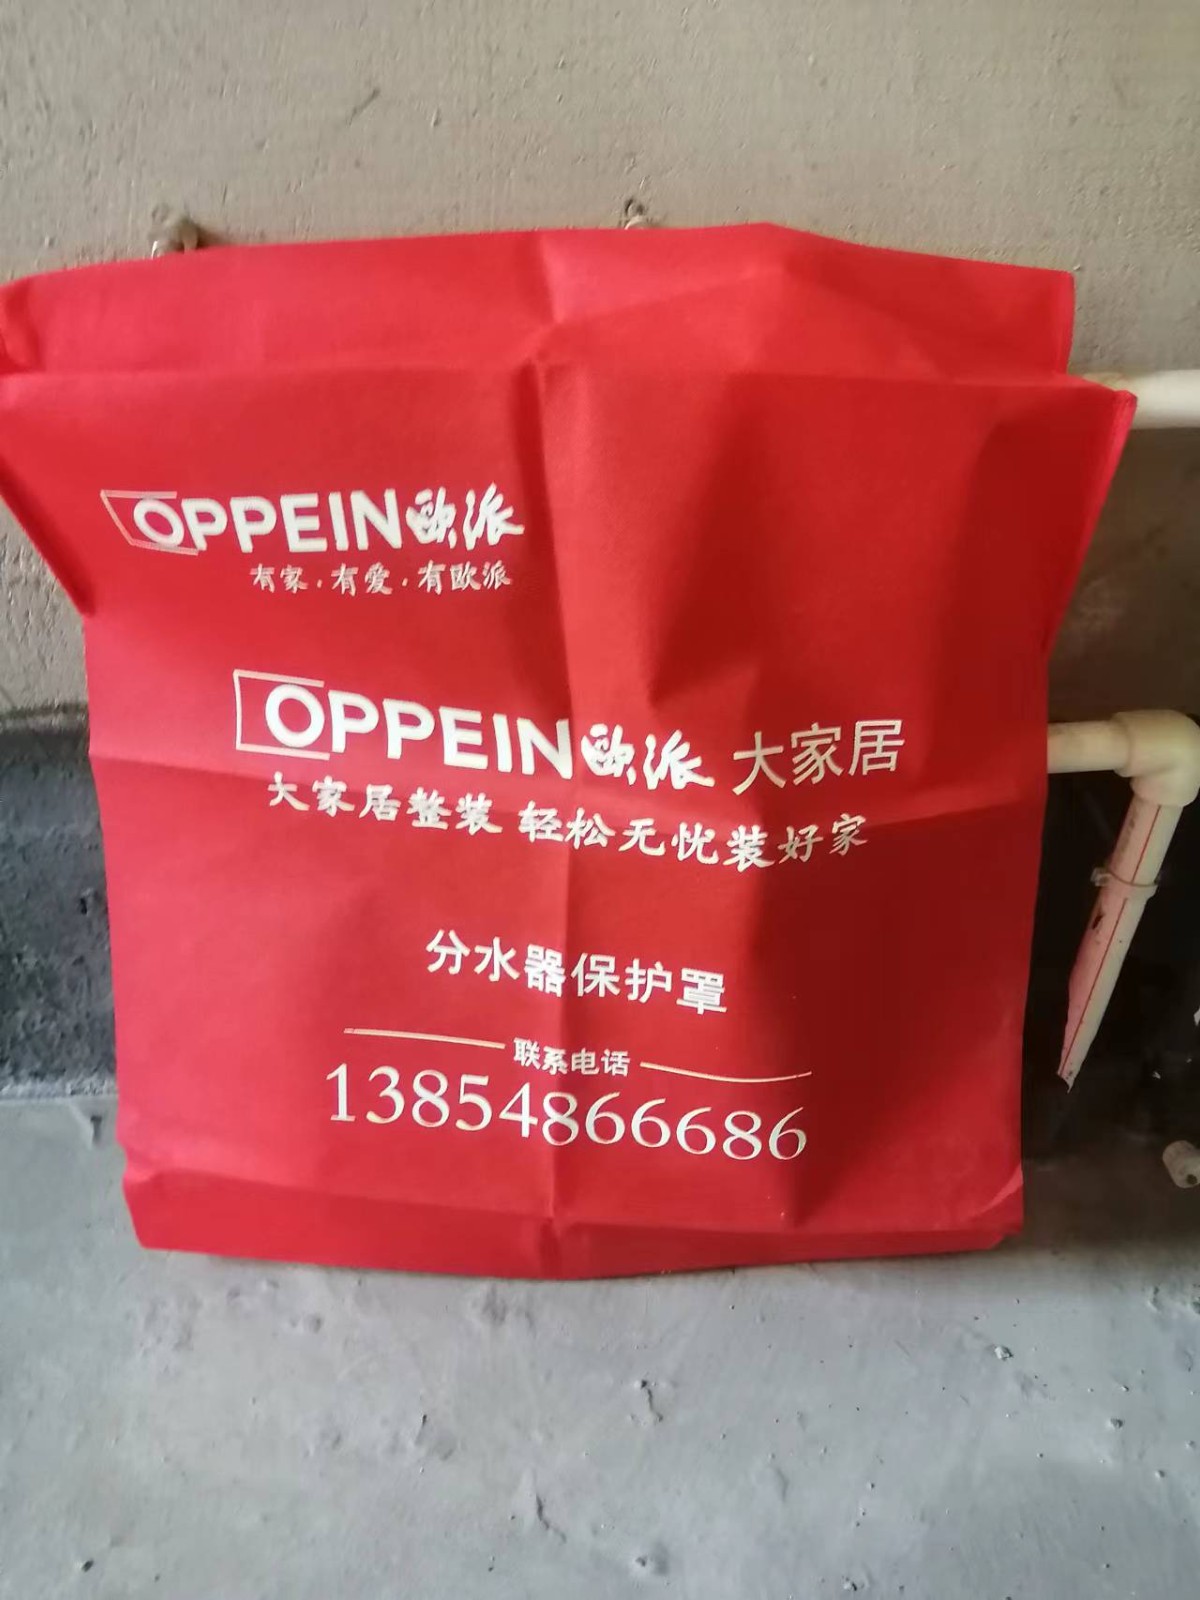 OPPEIN欧派
有家·有爱·有欧派
OPPEIN欧派 大家居
大家居整装 轻松无忧装好家
分水器保护罩
联系电话
13854866686